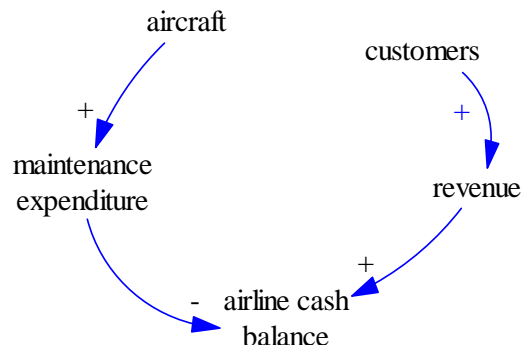 aircraft
customers
+
+
maintenance
expenditure
revenue
+
- airline cash
balance